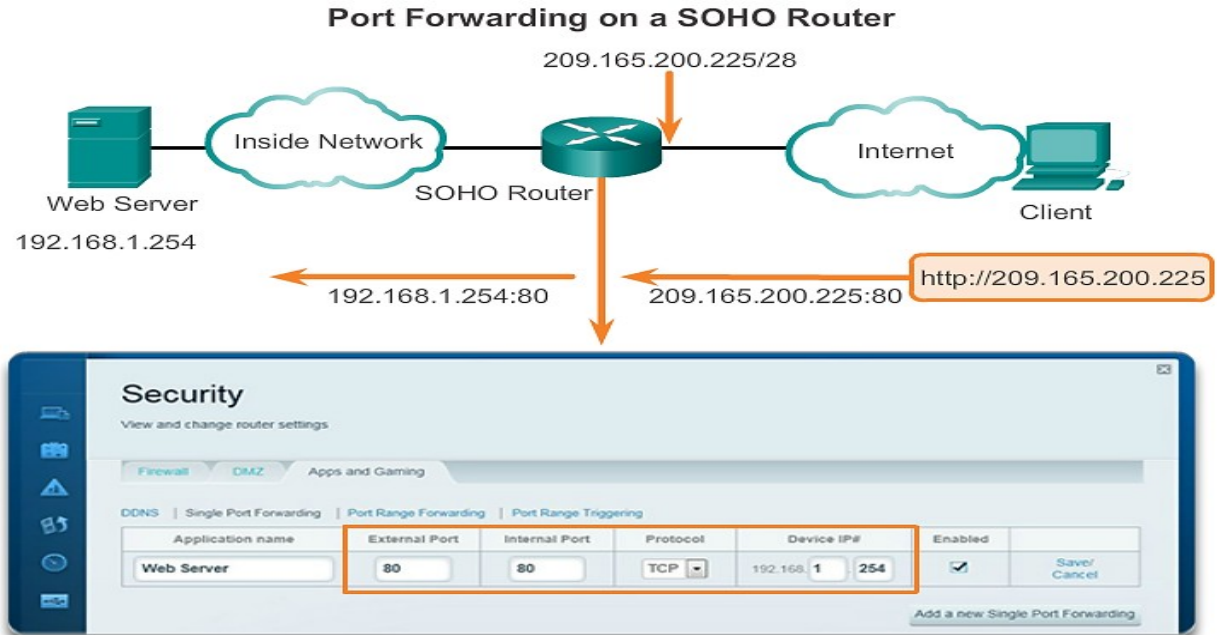 Port Forwarding on a SOHO Router
209.165.200.225/28
Inside Network
Internet
SOHO Router
Web Server
192.168.1.254
Client
192.168.1.254:80
209.165.200.225:80
http://209.165.200.225
Security
View and change router settings
Firewall DMZ Apps and Gaming
DDNS | Single Port Forwarding | Port Range Forwarding | Port Range Triggering
Application name External Port Internal Port Protocol Device IP# Enabled
Web Server 80 80 TCP 192.168. 1 . 254 Save/
Cancel
Add a new Single Port Forwarding